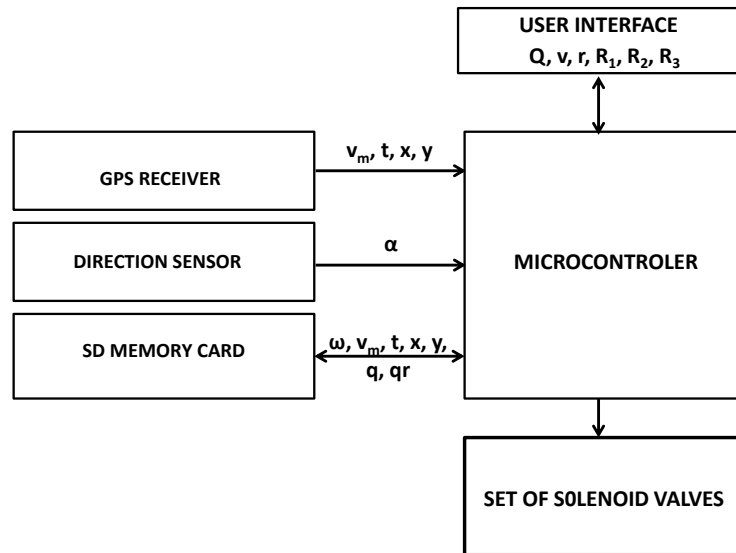 USER INTERFACE
Q, v, r, R₁, R₂, R₃
GPS RECEIVER
vₘ, t, x, y
DIRECTION SENSOR
α
MICROCONTROLER
SD MEMORY CARD
ω, vₘ, t, x, y,
q, qr
SET OF S0LENOID VALVES